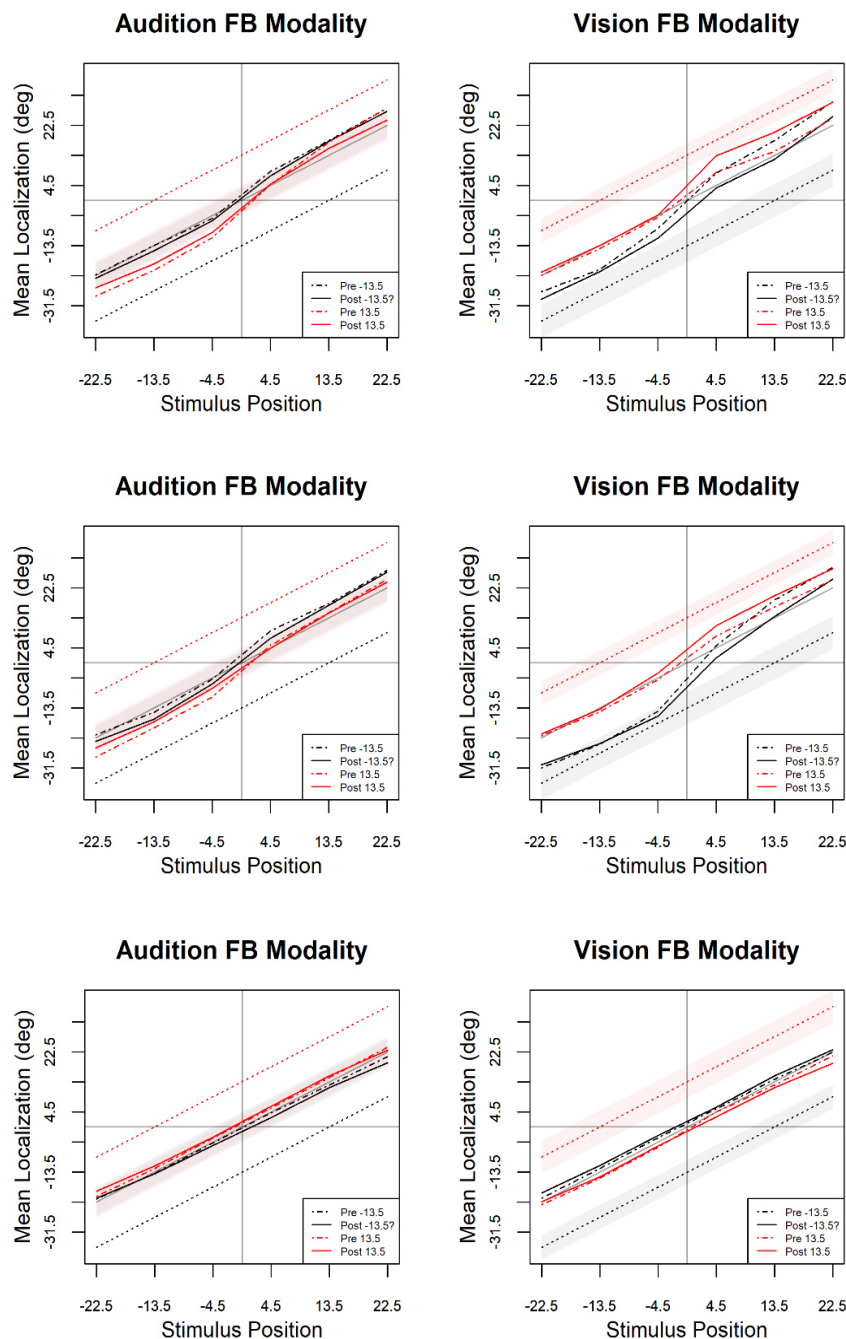 Audition FB Modality
Mean Localization (deg)
22.5
4.5
-13.5
-31.5
Pre -13.5
Post -13.5?
Pre 13.5
Post 13.5
-22.5 -13.5 -4.5 4.5 13.5 22.5
Stimulus Position
Vision FB Modality
Mean Localization (deg)
22.5
4.5
-13.5
-31.5
Pre -13.5
Post -13.5?
Pre 13.5
Post 13.5
-22.5 -13.5 -4.5 4.5 13.5 22.5
Stimulus Position
Audition FB Modality
Mean Localization (deg)
22.5
4.5
-13.5
-31.5
Pre -13.5
Post -13.5?
Pre 13.5
Post 13.5
-22.5 -13.5 -4.5 4.5 13.5 22.5
Stimulus Position
Vision FB Modality
Mean Localization (deg)
22.5
4.5
-13.5
-31.5
Pre -13.5
Post -13.5?
Pre 13.5
Post 13.5
-22.5 -13.5 -4.5 4.5 13.5 22.5
Stimulus Position
Audition FB Modality
Mean Localization (deg)
22.5
4.5
-13.5
-31.5
Pre -13.5
Post -13.5?
Pre 13.5
Post 13.5
-22.5 -13.5 -4.5 4.5 13.5 22.5
Stimulus Position
Vision FB Modality
Mean Localization (deg)
22.5
4.5
-13.5
-31.5
Pre -13.5
Post -13.5?
Pre 13.5
Post 13.5
-22.5 -13.5 -4.5 4.5 13.5 22.5
Stimulus Position